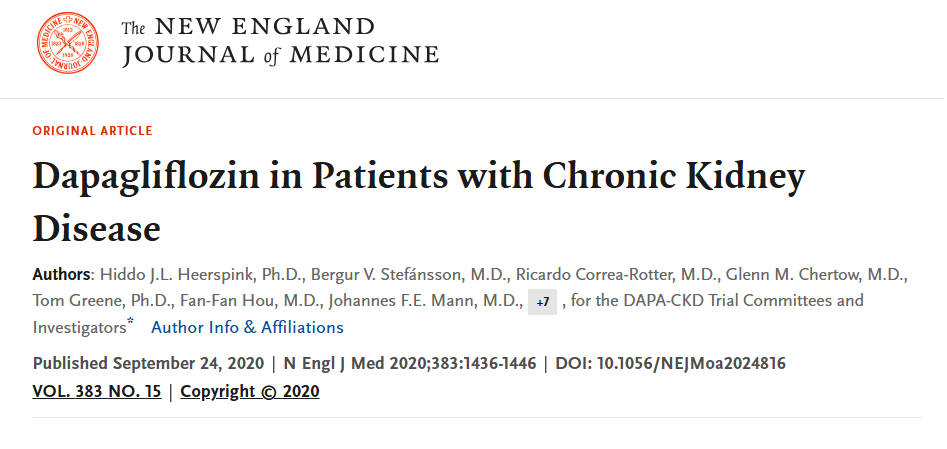 The NEW ENGLAND
JOURNAL of MEDICINE
ORIGINAL ARTICLE
Dapagliflozin in Patients with Chronic Kidney
Disease
Authors: Hiddo J.L. Heerspink, Ph.D., Bergur V. Stefánsson, M.D., Ricardo Correa-Rotter, M.D., Glenn M. Chertow, M.D.,
Tom Greene, Ph.D., Fan-Fan Hou, M.D., Johannes F.E. Mann, M.D., +7 , for the DAPA-CKD Trial Committees and
Investigators* Author Info & Affiliations
Published September 24, 2020 | N Engl J Med 2020;383:1436-1446 | DOI: 10.1056/NEJMoa2024816
VOL. 383 NO. 15 | Copyright © 2020